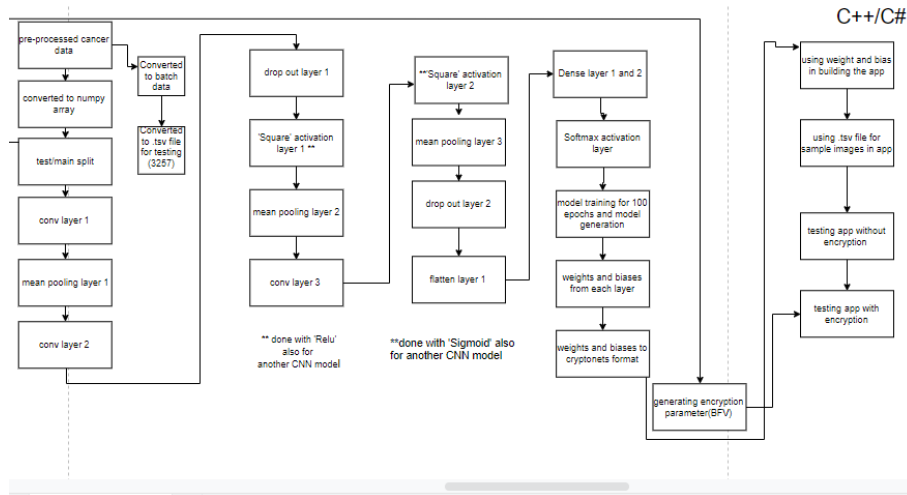 C++/C#
pre-processed cancer
data
converted to numpy
array
test/main split
conv layer 1
mean pooling layer 1
conv layer 2
Converted
to batch
data
Converted
to .tsv file
for testing
(3257)
drop out layer 1
'Square' activation
layer 1 **
mean pooling layer 2
conv layer 3
** done with 'Relu'
also for
another CNN model
**'Square' activation
layer 2
mean pooling layer 3
drop out layer 2
flatten layer 1
**done with 'Sigmoid' also
for another CNN model
Dense layer 1 and 2
Softmax activation
layer
model training for 100
epochs and model
generation
weights and biases
from each layer
weights and biases to
cryptonets format
generating encryption
parameter(BFV)
using weight and bias
in building the app
using .tsv file for
sample images in app
testing app without
encryption
testing app with
encryption